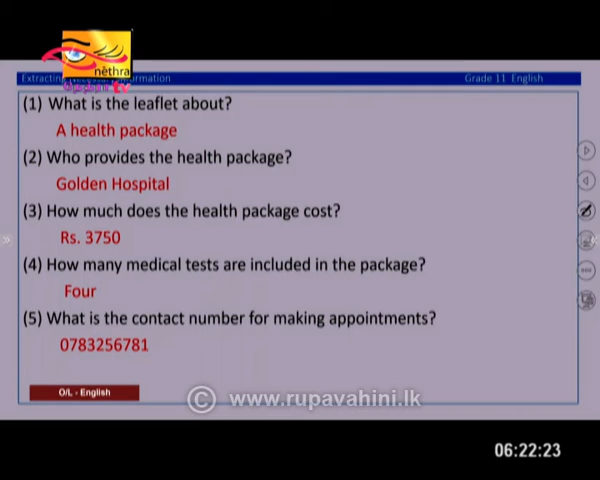 nethra
tv
Extracting Necessary Information
Grade 11 English
(1) What is the leaflet about?
A health package
(2) Who provides the health package?
Golden Hospital
(3) How much does the health package cost?
Rs. 3750
(4) How many medical tests are included in the package?
Four
(5) What is the contact number for making appointments?
0783256781
O/L - English
© www.rupavahini.lk
06:22:23